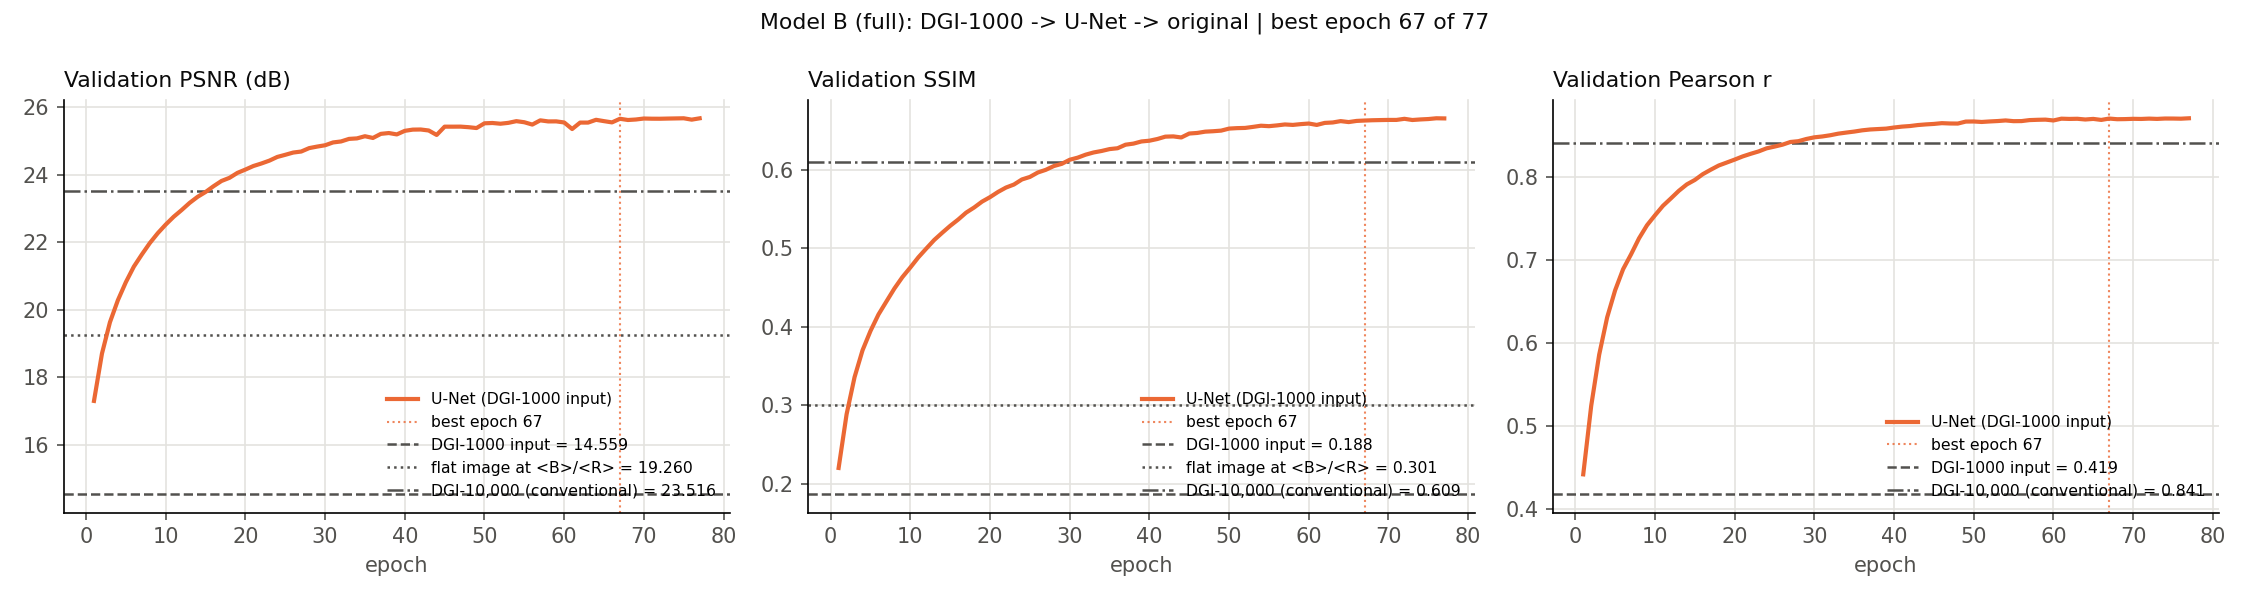 Model B (full): DGI-1000 -> U-Net -> original | best epoch 67 of 77
Validation PSNR (dB)
26
24
22
20
18
16
0 10 20 30 40 50 60 70 80
epoch
U-Net (DGI-1000 input)
best epoch 67
DGI-1000 input = 14.559
flat image at <B>/<R> = 19.260
DGI-10,000 (conventional) = 23.516
Validation SSIM
0.6
0.5
0.4
0.3
0.2
0 10 20 30 40 50 60 70 80
epoch
U-Net (DGI-1000 input)
best epoch 67
DGI-1000 input = 0.188
flat image at <B>/<R> = 0.301
DGI-10,000 (conventional) = 0.609
Validation Pearson r
0.8
0.7
0.6
0.5
0.4
0 10 20 30 40 50 60 70 80
epoch
U-Net (DGI-1000 input)
best epoch 67
DGI-1000 input = 0.419
DGI-10,000 (conventional) = 0.841